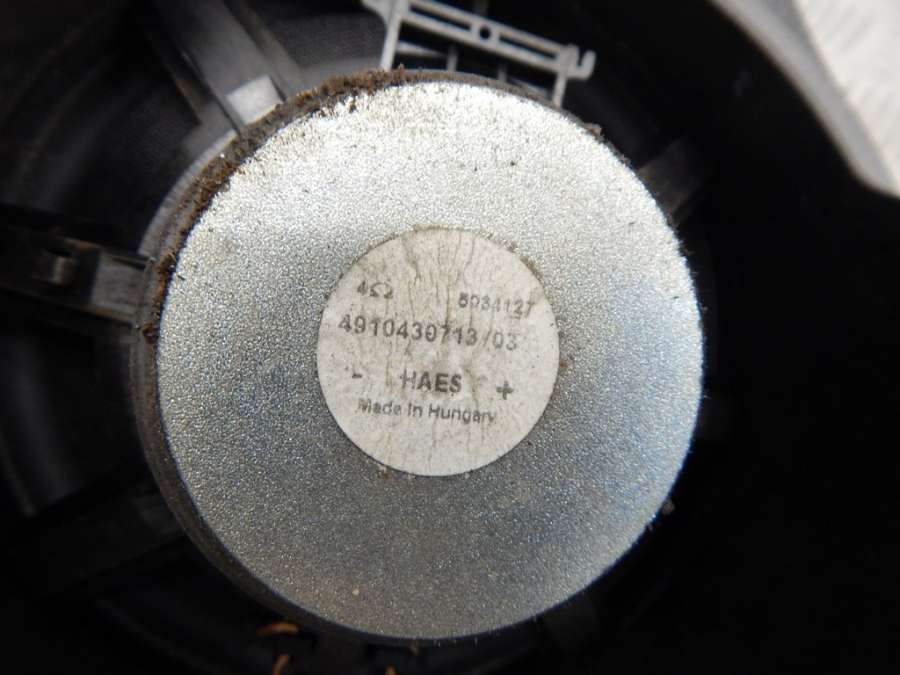 4Ω 5034127
4910430713/03
- HAES +
Made In Hungary